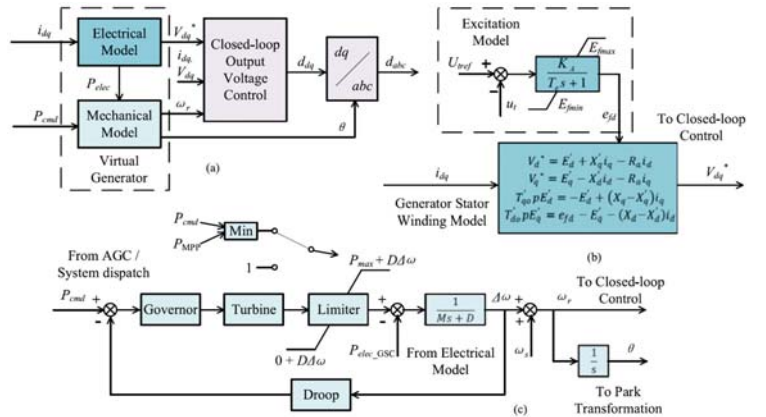 i_dq
Electrical Model
V_dq*
i_dq,
V_dq
Closed-loop Output Voltage Control
d_dq
dq / abc
d_abc
P_elec
P_cmd
Mechanical Model
ω_r
θ
Virtual Generator
(a)
Excitation Model
E_fmax
U_tref
+
-
u_t
K_A / T_e s + 1
E_fmin
e_fd
To Closed-loop Control
i_dq
V_d* = E'_d + X'_q i_q − R_a i_d
V_q* = E'_q − X'_d i_d − R_a i_q
T'_qo pE'_d = −E'_d + (X_q−X'_q)i_q
T'_do pE'_q = e_fd − E'_q − (X_d−X'_d)i_d
V_dq*
Generator Stator Winding Model
(b)
P_cmd
P_MPP
Min
1
From AGC / System dispatch
P_cmd
+
-
Governor
Turbine
Limiter
P_max + DΔω
0 + DΔω
+
-
P_elec_GSC
1 / Ms + D
From Electrical Model
Δω
+
+
ω_s
ω_r
To Closed-loop Control
1 / s
θ
To Park Transformation
Droop
(c)